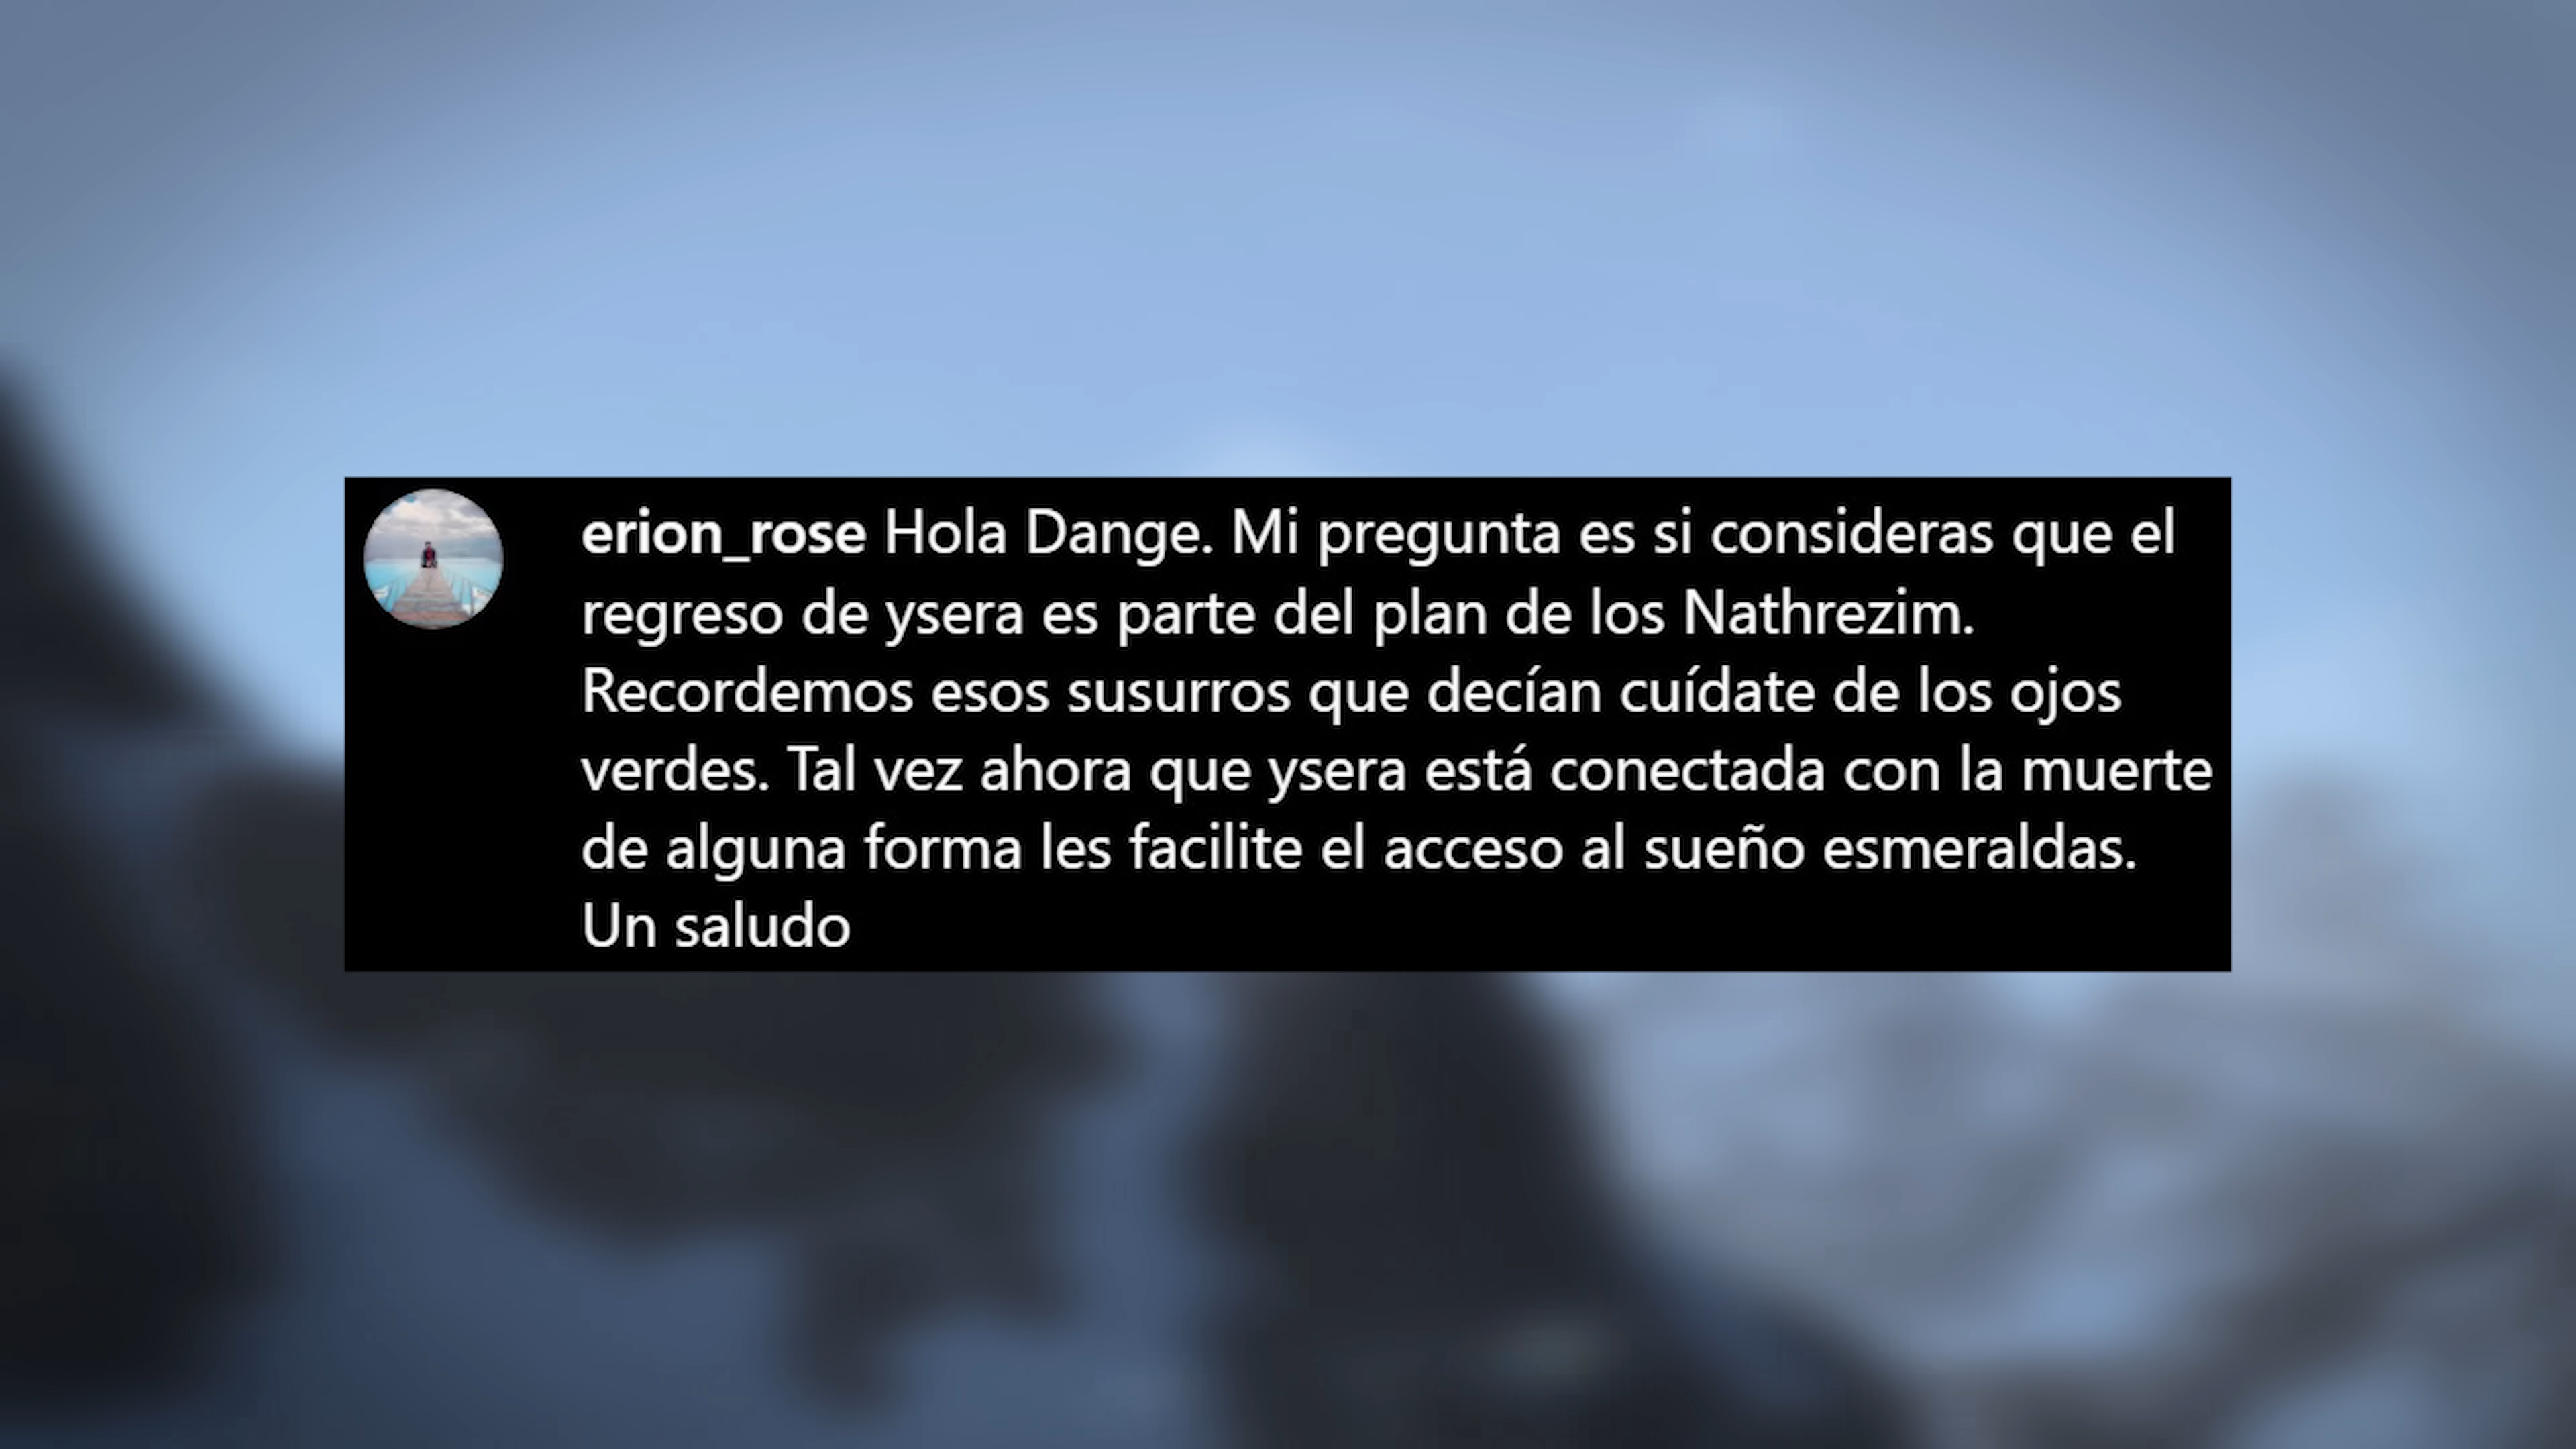 erion_rose Hola Dange. Mi pregunta es si consideras que el
regreso de ysera es parte del plan de los Nathrezim.
Recordemos esos susurros que decían cuídate de los ojos
verdes. Tal vez ahora que ysera está conectada con la muerte
de alguna forma les facilite el acceso al sueño esmeraldas.
Un saludo